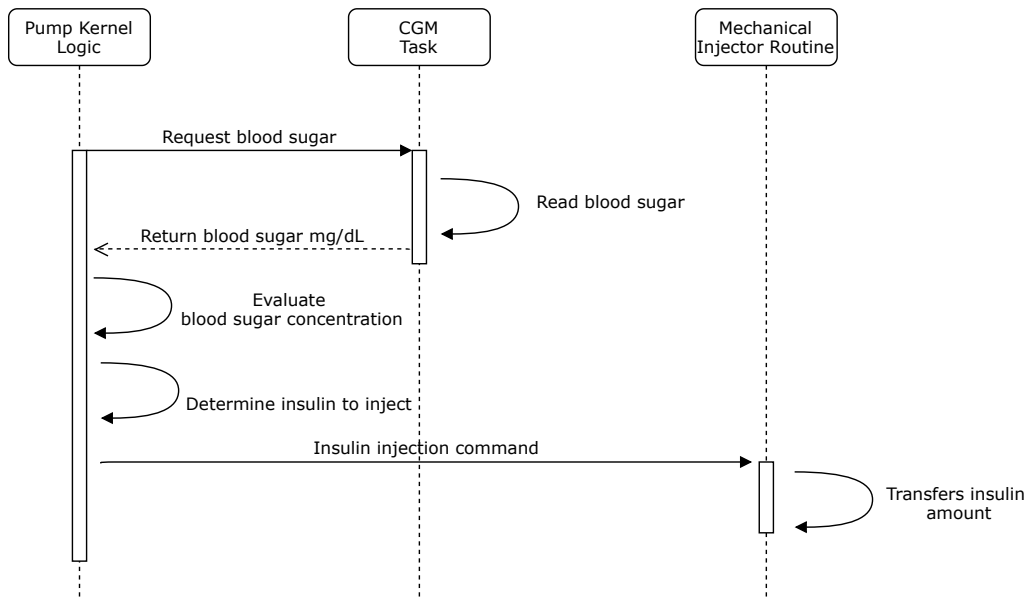 Pump Kernel
Logic
CGM
Task
Mechanical
Injector Routine
Request blood sugar
Read blood sugar
Return blood sugar mg/dL
Evaluate
blood sugar concentration
Determine insulin to inject
Insulin injection command
Transfers insulin
amount